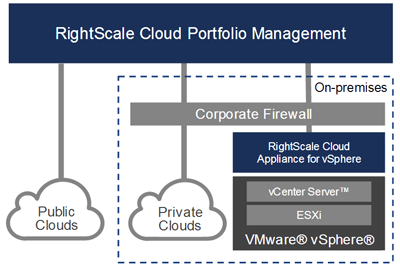 RightScale Cloud Portfolio Management
On-premises
Corporate Firewall
RightScale Cloud
Appliance for vSphere
vCenter Server™
ESXi
VMware® vSphere®
Public
Clouds
Private
Clouds